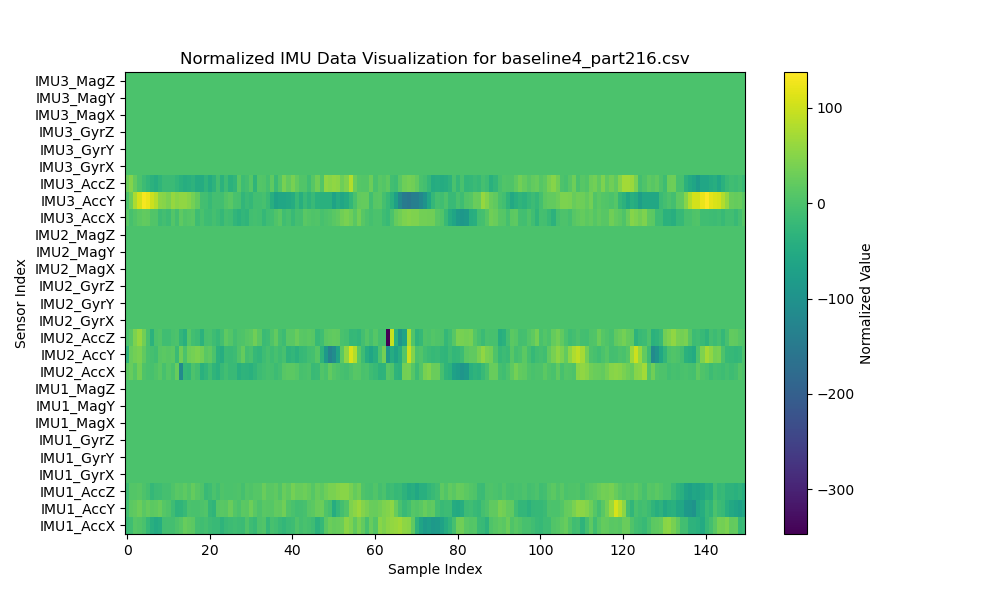 Normalized IMU Data Visualization for baseline4_part216.csv
IMU3_MagZ
IMU3_MagY
IMU3_MagX
IMU3_GyrZ
IMU3_GyrY
IMU3_GyrX
IMU3_AccZ
IMU3_AccY
IMU3_AccX
IMU2_MagZ
IMU2_MagY
IMU2_MagX
IMU2_GyrZ
IMU2_GyrY
IMU2_GyrX
IMU2_AccZ
IMU2_AccY
IMU2_AccX
IMU1_MagZ
IMU1_MagY
IMU1_MagX
IMU1_GyrZ
IMU1_GyrY
IMU1_GyrX
IMU1_AccZ
IMU1_AccY
IMU1_AccX
Sensor Index
0 20 40 60 80 100 120 140
Sample Index
100
0
−100
−200
−300
Normalized Value